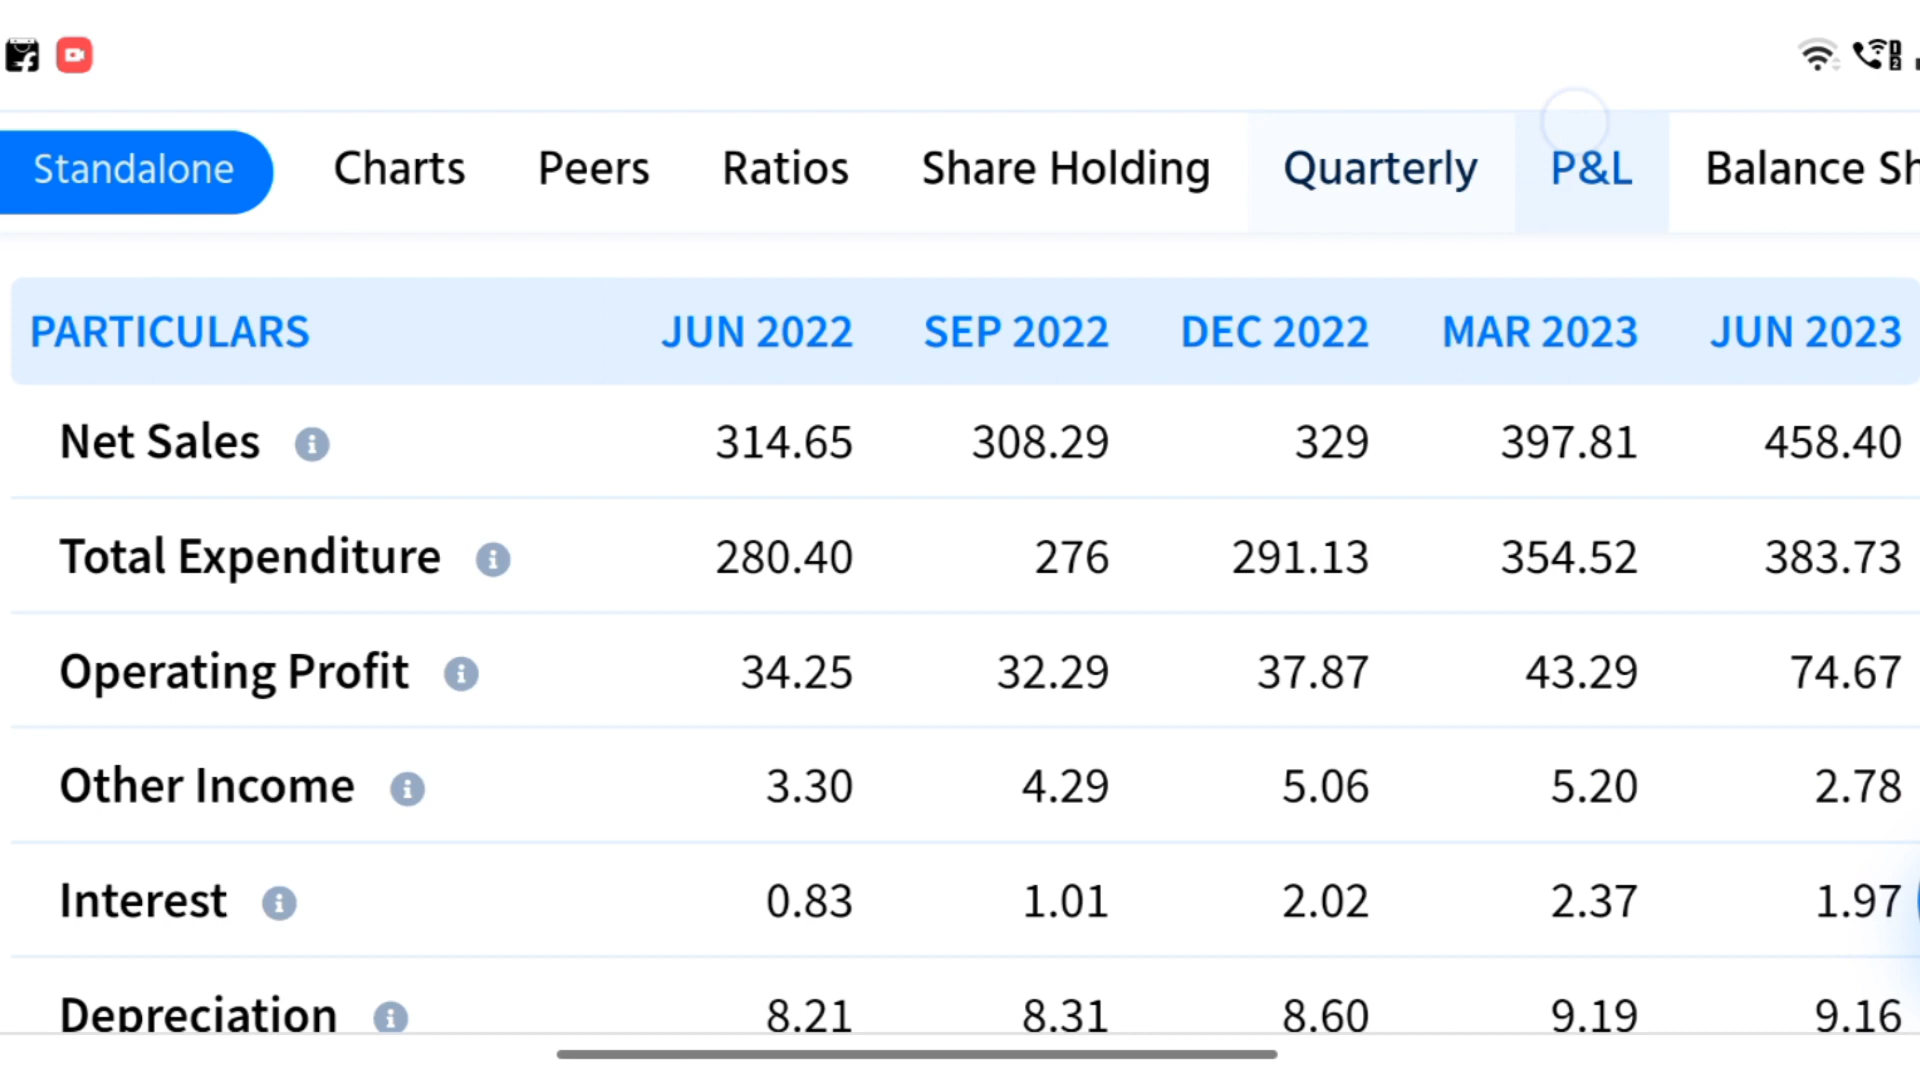 Standalone Charts Peers Ratios Share Holding Quarterly P&L Balance Sh
PARTICULARS JUN 2022 SEP 2022 DEC 2022 MAR 2023 JUN 2023
Net Sales 314.65 308.29 329 397.81 458.40
Total Expenditure 280.40 276 291.13 354.52 383.73
Operating Profit 34.25 32.29 37.87 43.29 74.67
Other Income 3.30 4.29 5.06 5.20 2.78
Interest 0.83 1.01 2.02 2.37 1.97
Depreciation 8.21 8.31 8.60 9.19 9.16